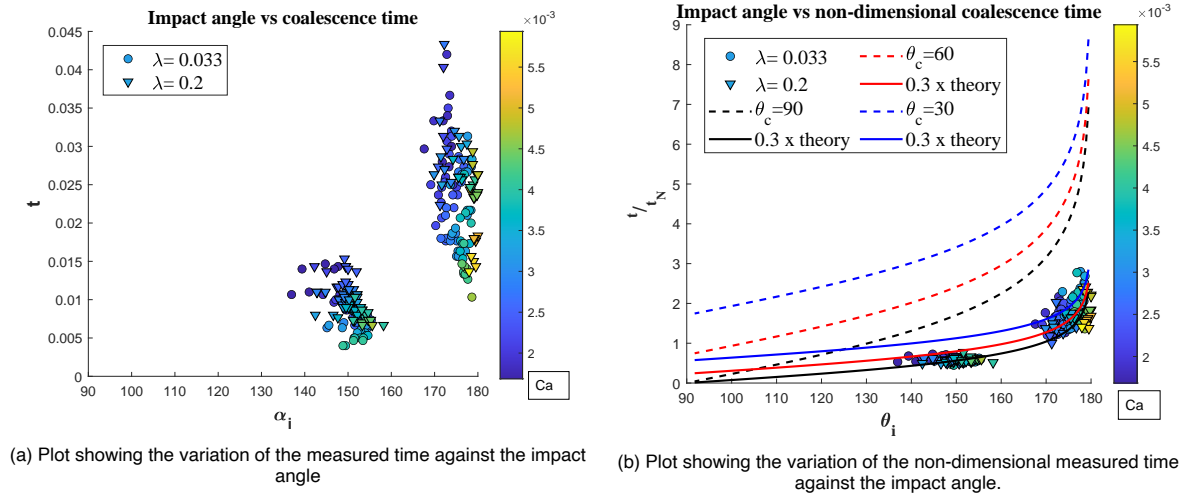 Impact angle vs coalescence time
×10⁻³
0.045
0.04
0.035
0.03
0.025
0.02
0.015
0.01
0.005
0
t
λ= 0.033
λ= 0.2
90 100 110 120 130 140 150 160 170 180
α_i
5.5
5
4.5
4
3.5
3
2.5
2
Ca
(a) Plot showing the variation of the measured time against the impact
angle
Impact angle vs non-dimensional coalescence time
×10⁻³
9
8
7
6
5
4
3
2
1
0
t/t_N
λ= 0.033
λ= 0.2
θ_c=90
0.3 x theory
θ_c=60
0.3 x theory
θ_c=30
0.3 x theory
90 100 110 120 130 140 150 160 170 180
θ_i
5.5
5
4.5
4
3.5
3
2.5
2
Ca
(b) Plot showing the variation of the non-dimensional measured time
against the impact angle.